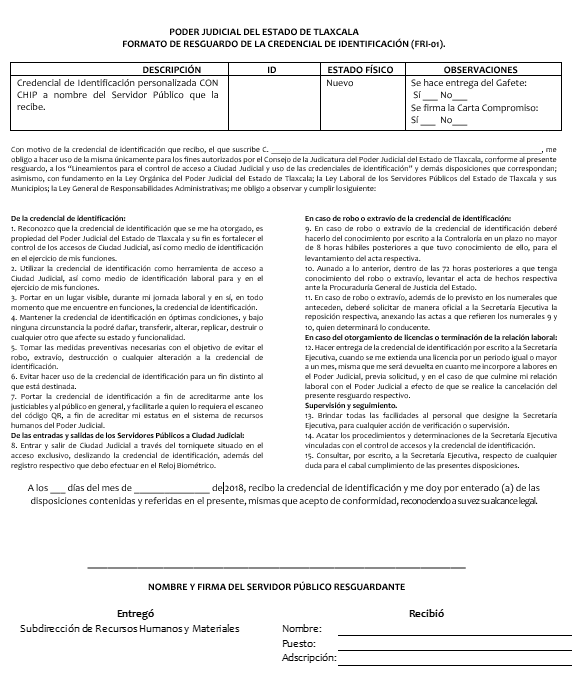 PODER JUDICIAL DEL ESTADO DE TLAXCALA
FORMATO DE RESGUARDO DE LA CREDENCIAL DE IDENTIFICACIÓN (FRI-01).
DESCRIPCIÓN ID ESTADO FÍSICO OBSERVACIONES
Credencial de Identificación personalizada CON
CHIP a nombre del Servidor Público que la
recibe.
Nuevo
Se hace entrega del Gafete:
Sí ___ No___
Se firma la Carta Compromiso:
Sí ___ No___
Con motivo de la credencial de identificación que recibo, el que suscribe C. ______________________________, me
obligo a hacer uso de la misma únicamente para los fines autorizados por el Consejo de la Judicatura del Poder Judicial del Estado de Tlaxcala, conforme al presente
resguardo, a los "Lineamientos para el control de acceso a Ciudad Judicial y uso de las credenciales de identificación" y demás disposiciones que correspondan;
asimismo, con fundamento en la Ley Orgánica del Poder Judicial del Estado de Tlaxcala; la Ley Laboral de los Servidores Públicos del Estado de Tlaxcala y sus
Municipios; la Ley General de Responsabilidades Administrativas; me obligo a observar y cumplir lo siguiente:
De la credencial de identificación:
1. Reconozco que la credencial de identificación que se me ha otorgado, es
propiedad del Poder Judicial del Estado de Tlaxcala y su fin es fortalecer el
control de los accesos de Ciudad Judicial, así como medio de identificación
en el ejercicio de mis funciones.
2. Utilizar la credencial de identificación como herramienta de acceso a
Ciudad Judicial, así como medio de identificación laboral para y en el
ejercicio de mis funciones.
3. Portar en un lugar visible, durante mi jornada laboral y en sí, en todo
momento que me encuentre en funciones, la credencial de identificación.
4. Mantener la credencial de identificación en óptimas condiciones, y bajo
ninguna circunstancia la podré dañar, transferir, alterar, replicar, destruir o
cualquier otro que afecte su estado y funcionalidad.
5. Tomar las medidas preventivas necesarias con el objetivo de evitar el
robo, extravío, destrucción o cualquier alteración a la credencial de
identificación.
6. Evitar hacer uso de la credencial de identificación para un fin distinto al
que está destinada.
7. Portar la credencial de identificación a fin de acreditarme ante los
justiciables y al público en general, y facilitarle a quien lo requiera el escaneo
del código QR, a fin de acreditar mi estatus en el sistema de recursos
humanos del Poder Judicial.
De las entradas y salidas de los Servidores Públicos a Ciudad Judicial:
8. Entrar y salir de Ciudad Judicial a través del torniquete situado en el
acceso exclusivo, deslizando la credencial de identificación, además del
registro respectivo que debo efectuar en el Reloj Biométrico.
En caso de robo o extravío de la credencial de identificación:
9. En caso de robo o extravío de la credencial de identificación deberé
hacerlo del conocimiento por escrito a la Contraloría en un plazo no mayor
de 8 horas hábiles posteriores a que tuvo conocimiento de ello, para el
levantamiento del acta respectiva.
10. Aunado a lo anterior, dentro de las 72 horas posteriores a que tenga
conocimiento del robo o extravío, levantar el acta de hechos respectiva
ante la Procuraduría General de Justicia del Estado.
11. En caso de robo o extravío, además de lo previsto en los numerales que
anteceden, deberé solicitar de manera oficial a la Secretaría Ejecutiva la
reposición respectiva, anexando las actas a que refieren los numerales 9 y
10, quien determinará lo conducente.
En caso del otorgamiento de licencias o terminación de la relación laboral:
12. Hacer entrega de la credencial de identificación por escrito a la Secretaría
Ejecutiva, cuando se me extienda una licencia por un periodo igual o mayor
a un mes, misma que me será devuelta en cuanto me incorpore a labores en
el Poder Judicial, previa solicitud, y en el caso de que culmine mi relación
laboral con el Poder Judicial a efecto de que se realice la cancelación del
presente resguardo respectivo.
Supervisión y seguimiento.
13. Brindar todas las facilidades al personal que designe la Secretaría
Ejecutiva, para cualquier acción de verificación o supervisión.
14. Acatar los procedimientos y determinaciones de la Secretaría Ejecutiva
vinculadas con el control de accesos y la credencial de identificación.
15. Consultar, por escrito, a la Secretaría Ejecutiva, respecto de cualquier
duda para el cabal cumplimiento de las presentes disposiciones.
A los ___ días del mes de _______________ de 2018, recibo la credencial de identificación y me doy por enterado (a) de las
disposiciones contenidas y referidas en el presente, mismas que acepto de conformidad, reconociendo a su vez su alcance legal.
NOMBRE Y FIRMA DEL SERVIDOR PÚBLICO RESGUARDANTE
Entregó
Subdirección de Recursos Humanos y Materiales
Recibió
Nombre:
Puesto:
Adscripción: